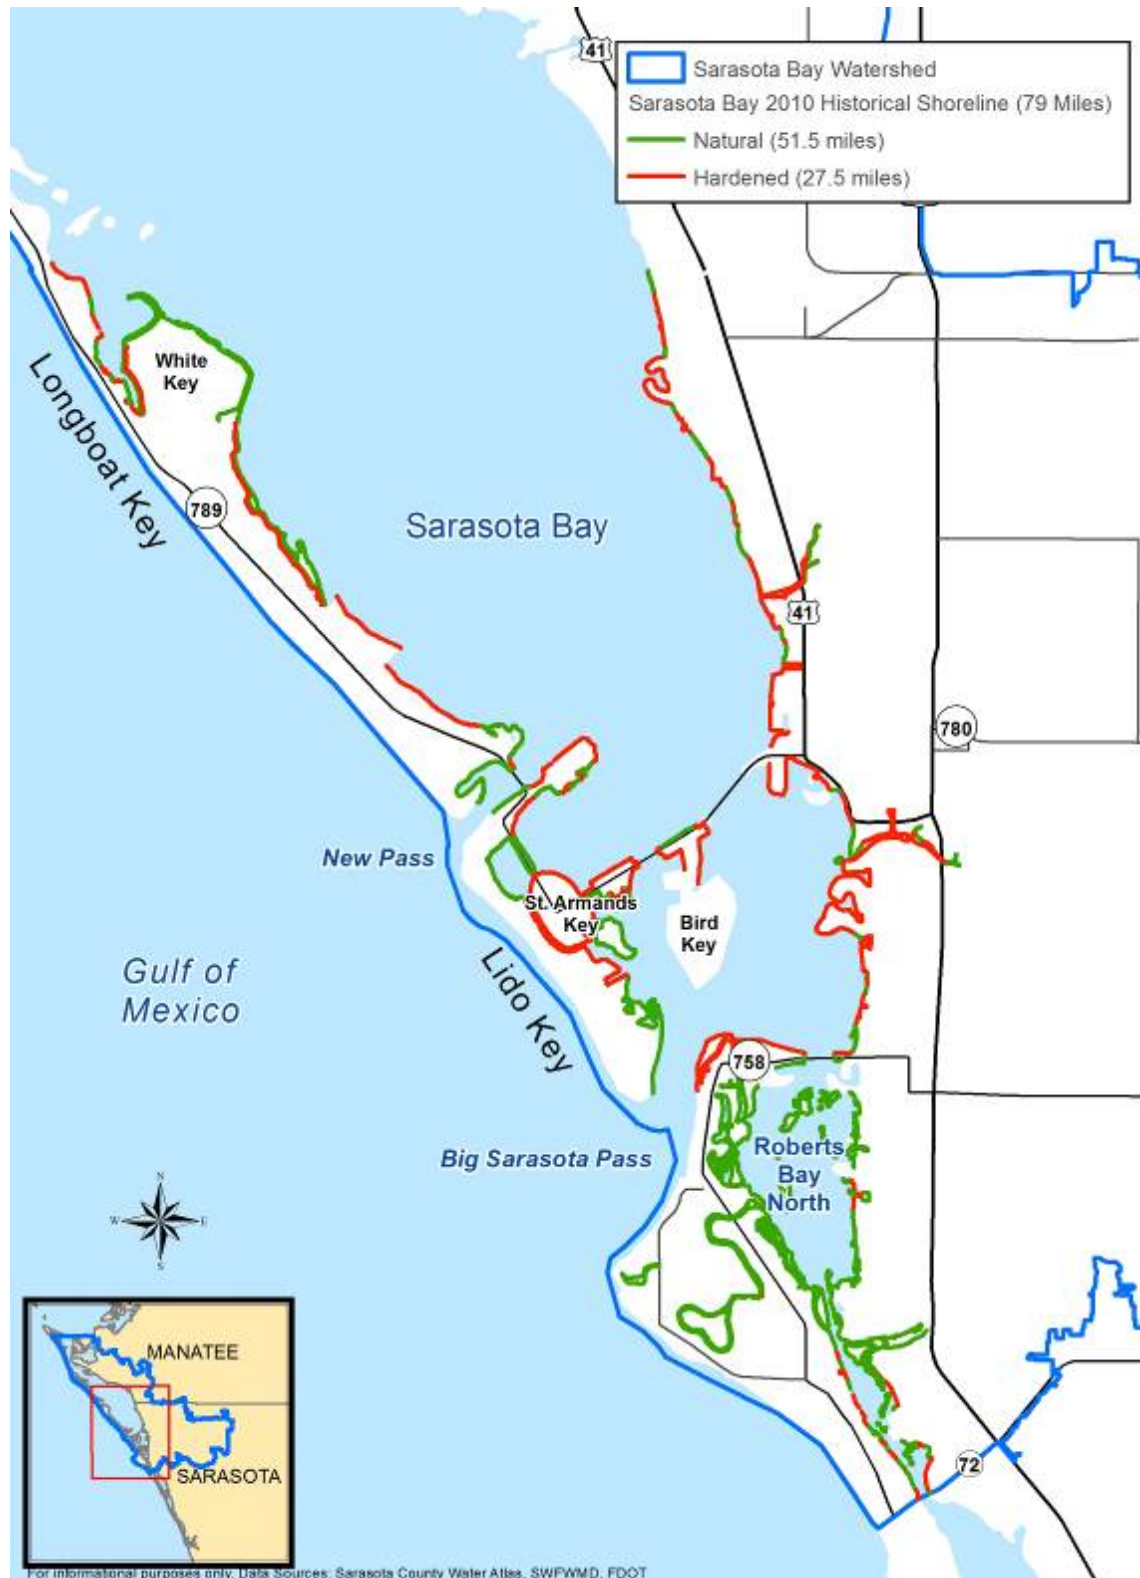 41
Sarasota Bay Watershed
Sarasota Bay 2010 Historical Shoreline (79 Miles)
Natural (51.5 miles)
Hardened (27.5 miles)
White
Key
Longboat Key
789
Sarasota Bay
41
780
New Pass
St. Armands
Key
Bird
Key
Gulf of
Mexico
Lido Key
758
Big Sarasota Pass
Roberts
Bay
North
N
W
E
S
MANATEE
SARASOTA
72
For informational purposes only. Data Sources: Sarasota County Water Atlas, SWFWMD, FDOT